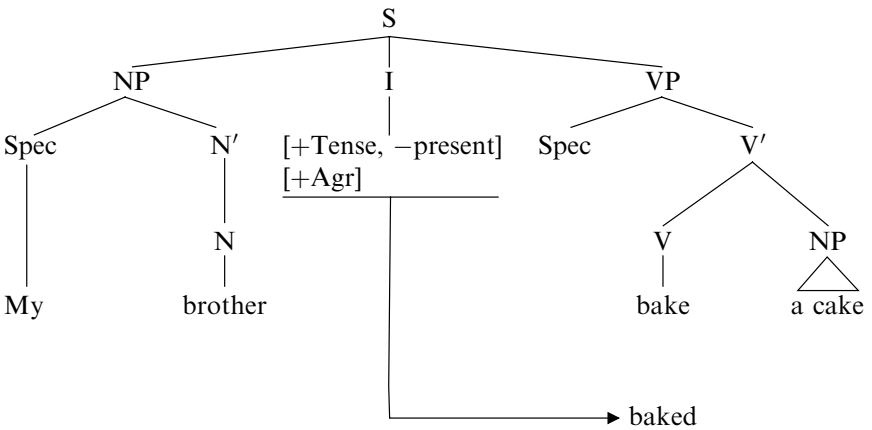 S
NP I VP
Spec N′ [+Tense, −present] Spec V′
[+Agr]
N V NP
My brother bake a cake
baked